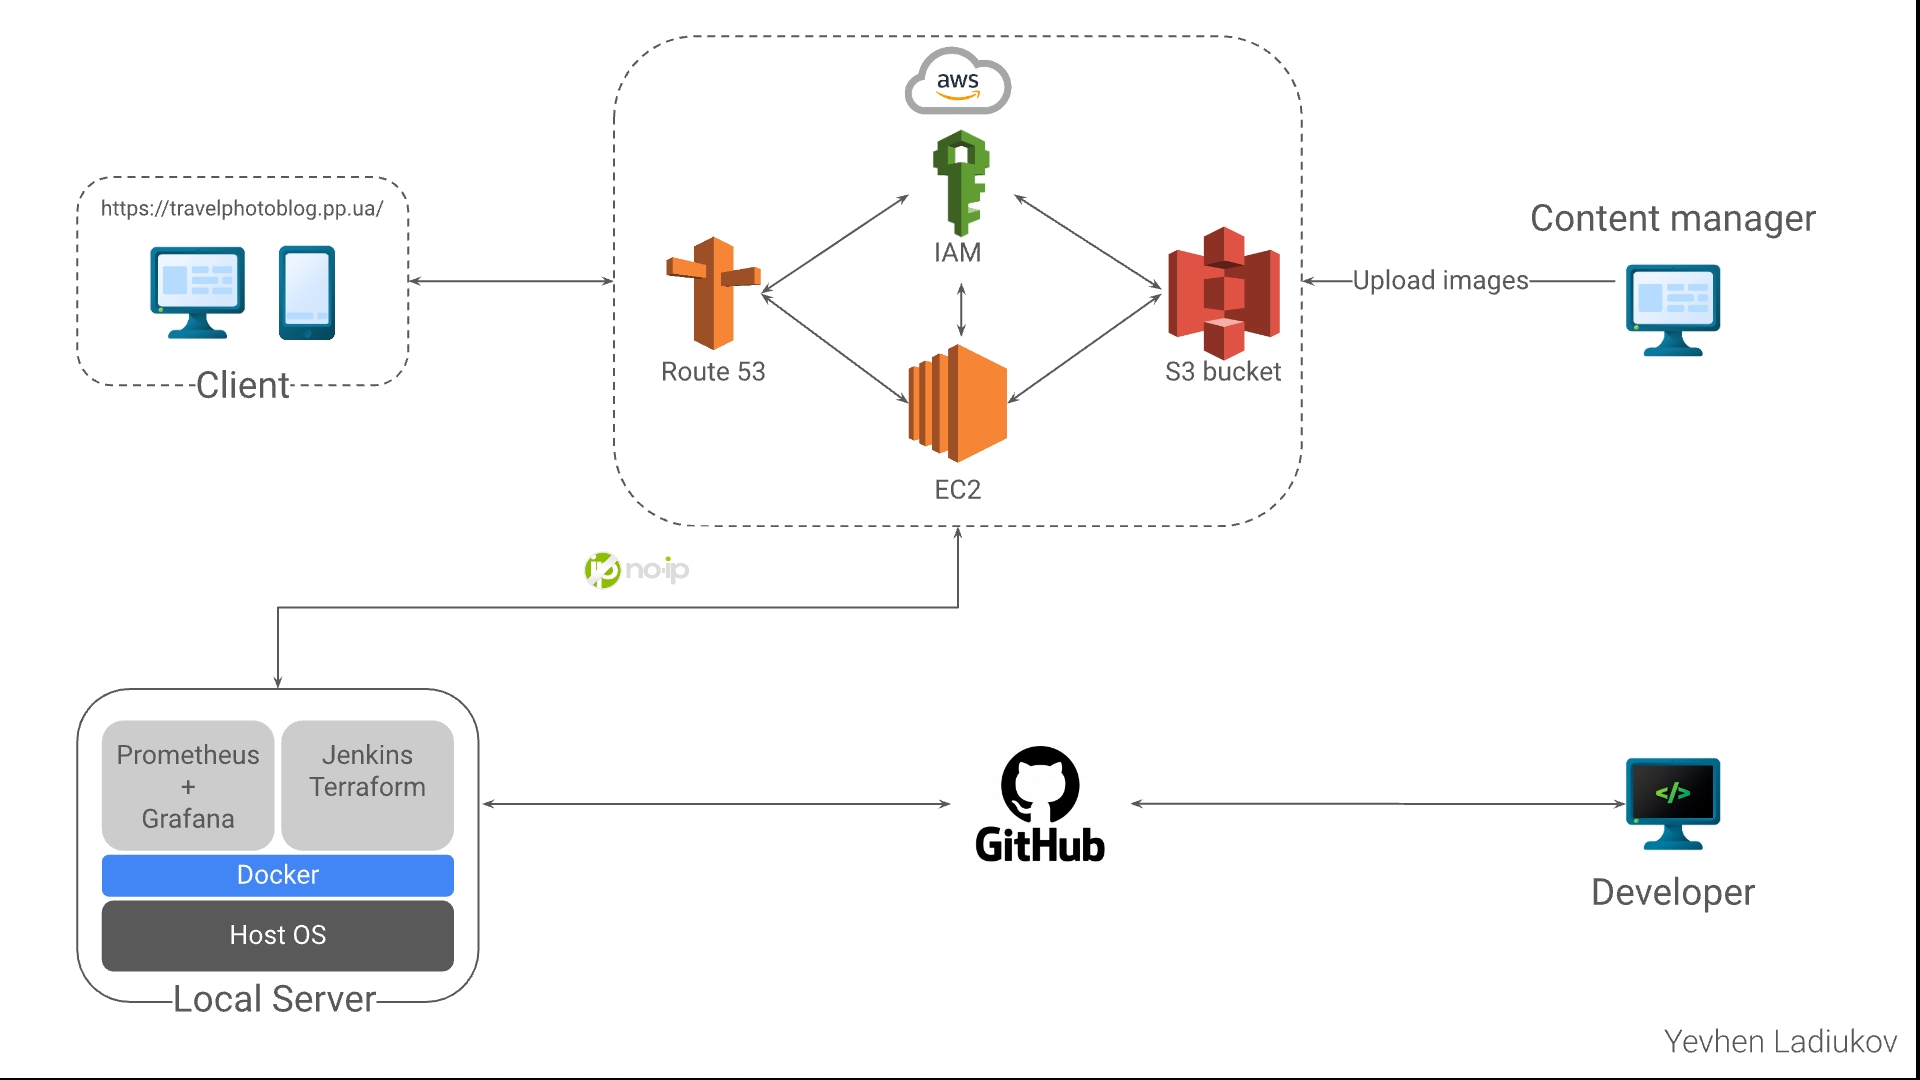 aws
IAM
Route 53
S3 bucket
EC2
https://travelphotoblog.pp.ua/
Client
Content manager
Upload images
no-ip
Prometheus
+
Grafana
Jenkins
Terraform
Docker
Host OS
Local Server
GitHub
</>
Developer
Yevhen Ladiukov